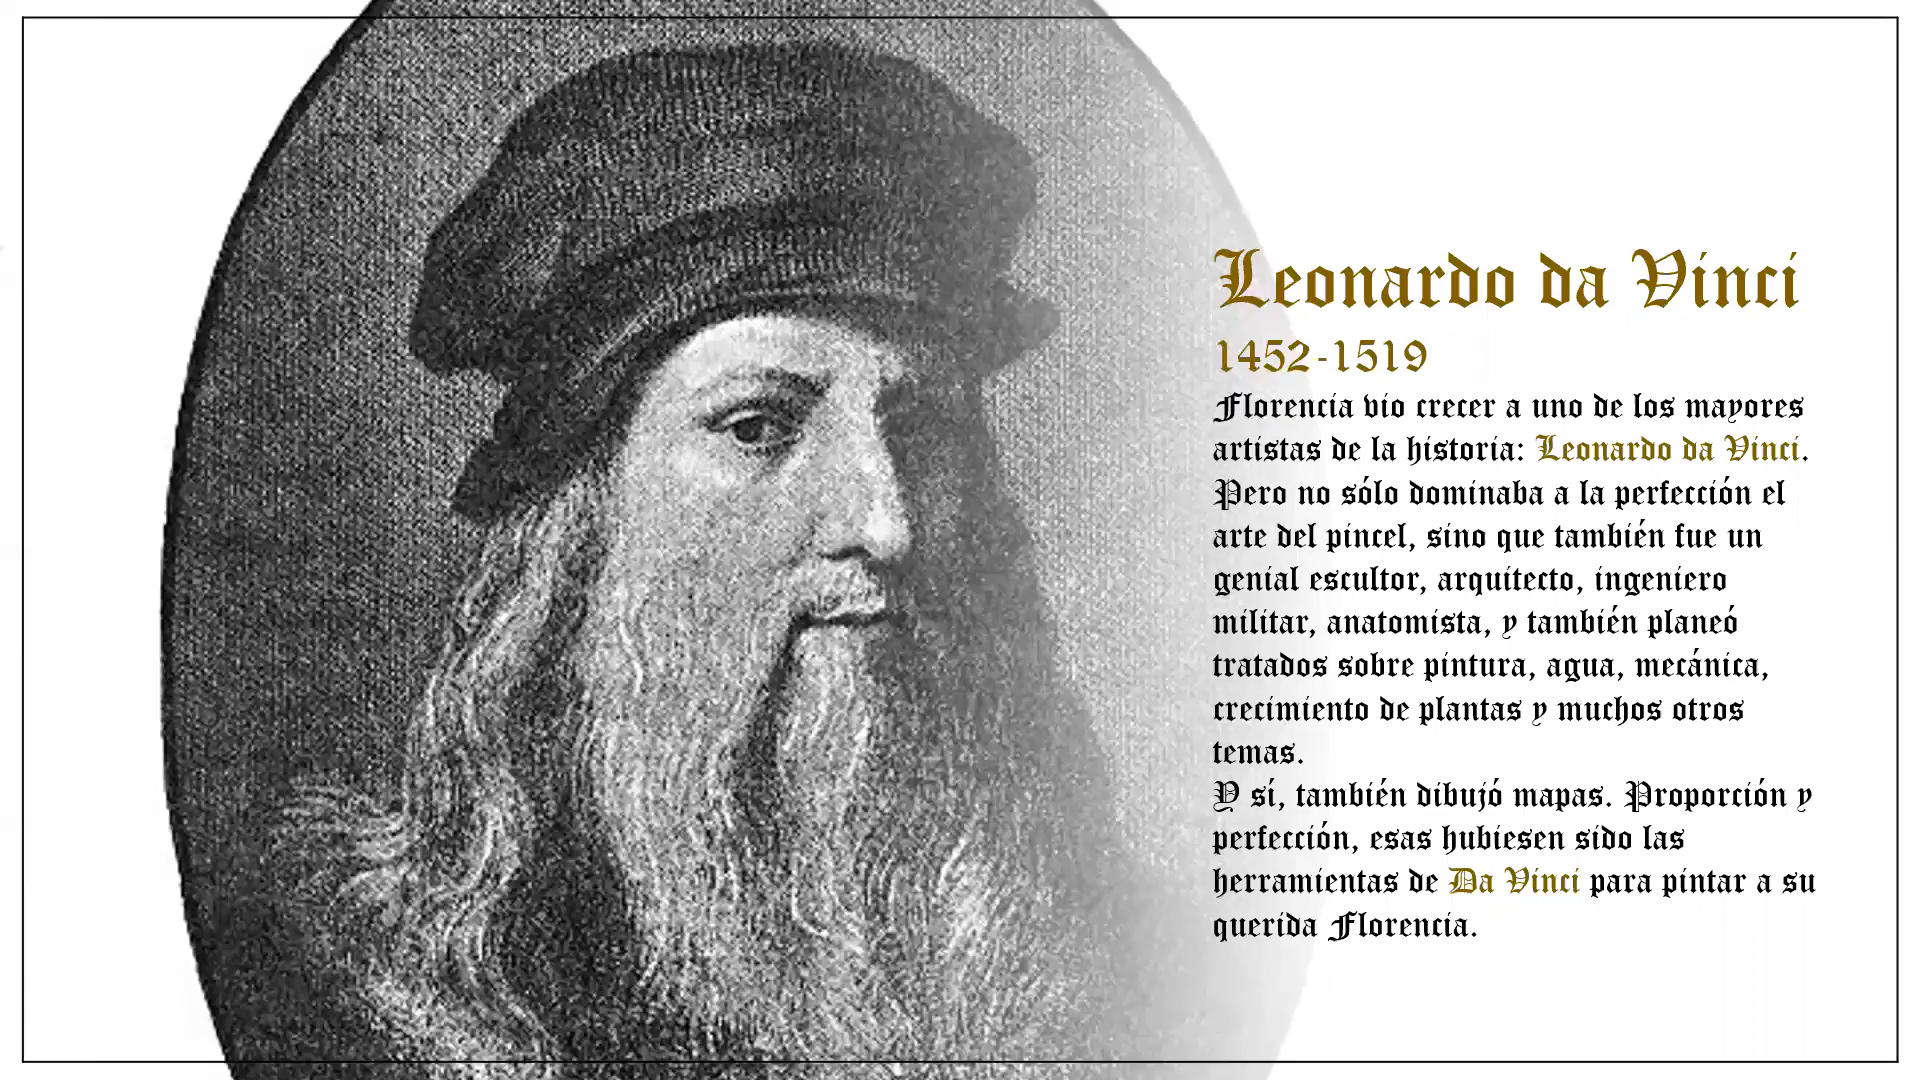 Leonardo da Vinci
1452-1519
Florencia vio crecer a uno de los mayores
artistas de la historia: Leonardo da Vinci.
Pero no sólo dominaba a la perfección el
arte del pincel, sino que también fue un
genial escultor, arquitecto, ingeniero
militar, anatomista, y también planeó
tratados sobre pintura, agua, mecánica,
crecimiento de plantas y muchos otros
temas.
Y sí, también dibujó mapas. Proporción y
perfección, esas hubiesen sido las
herramientas de Da Vinci para pintar a su
querida Florencia.